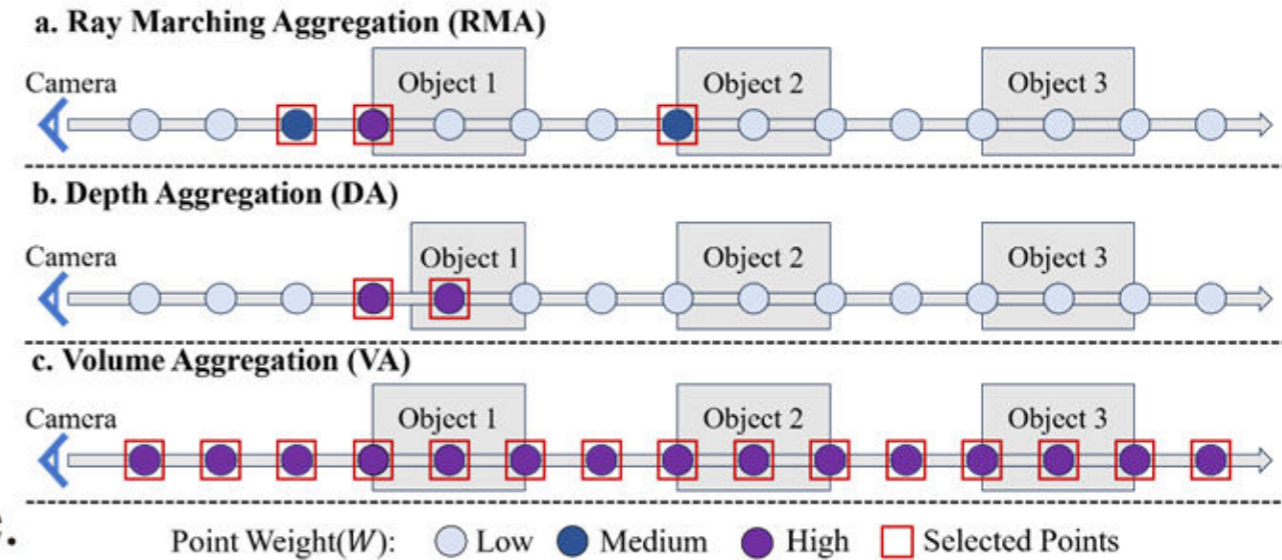 a. Ray Marching Aggregation (RMA)
Camera
Object 1
Object 2
Object 3
b. Depth Aggregation (DA)
Camera
Object 1
Object 2
Object 3
c. Volume Aggregation (VA)
Camera
Object 1
Object 2
Object 3
Point Weight(W): Low Medium High Selected Points